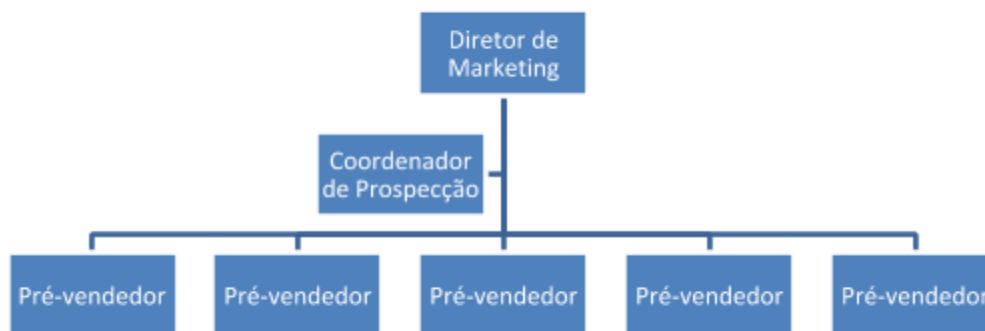 Diretor de
Marketing
Coordenador
de Prospecção
Pré-vendedor
Pré-vendedor
Pré-vendedor
Pré-vendedor
Pré-vendedor